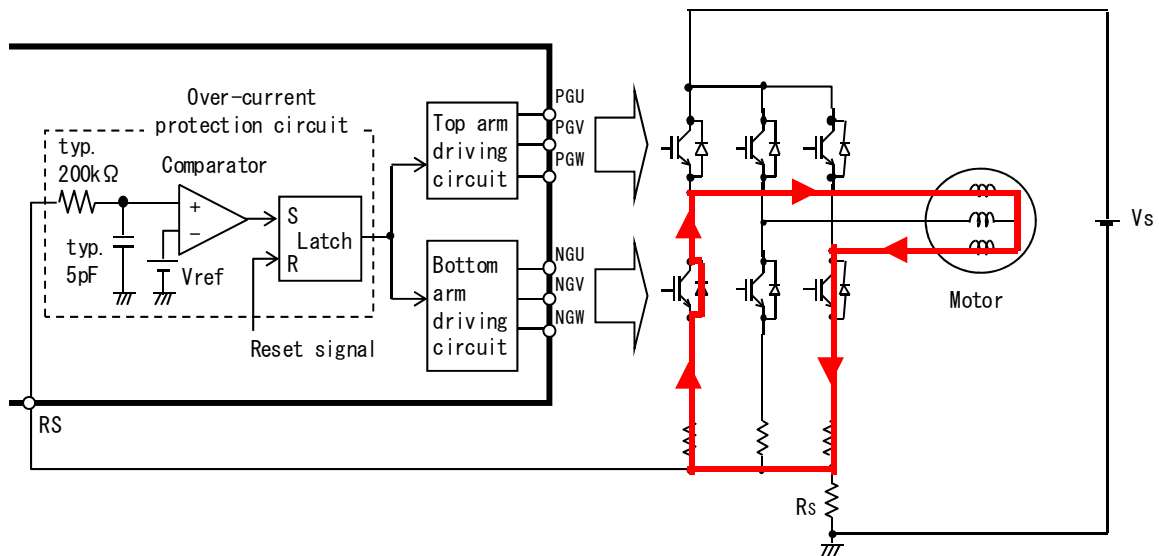 Over-current
protection circuit
typ.
200kΩ
Comparator
+
−
typ.
5pF
Vref
S
Latch
R
Reset signal
Top arm
driving
circuit
Bottom
arm
driving
circuit
PGU
PGV
PGW
NGU
NGV
NGW
RS
Motor
Vs
Rs